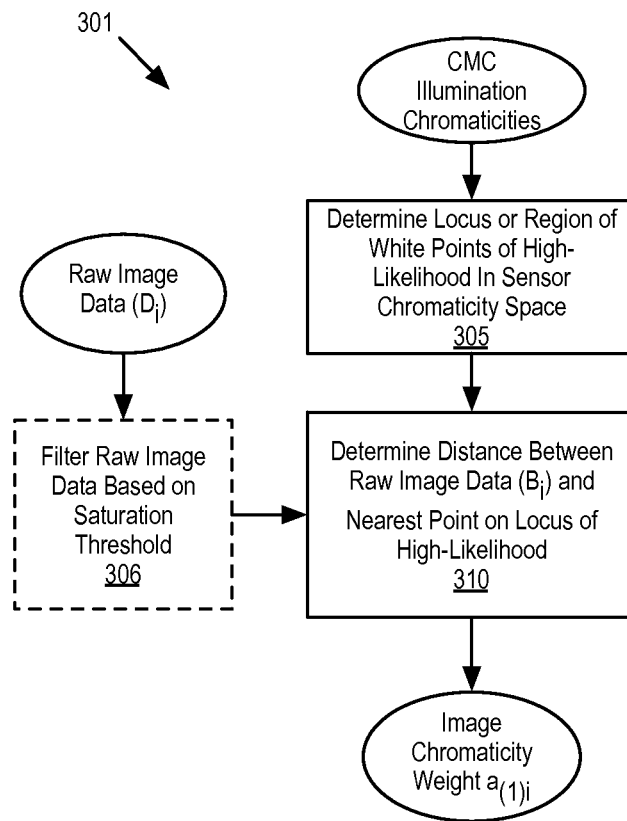 301
CMC
Illumination
Chromaticities
Determine Locus or Region of
White Points of High-
Likelihood In Sensor
Chromaticity Space
305
Raw Image
Data (Di)
Filter Raw Image
Data Based on
Saturation
Threshold
306
Determine Distance Between
Raw Image Data (Bi) and
Nearest Point on Locus of
High-Likelihood
310
Image
Chromaticity
Weight a(1)i